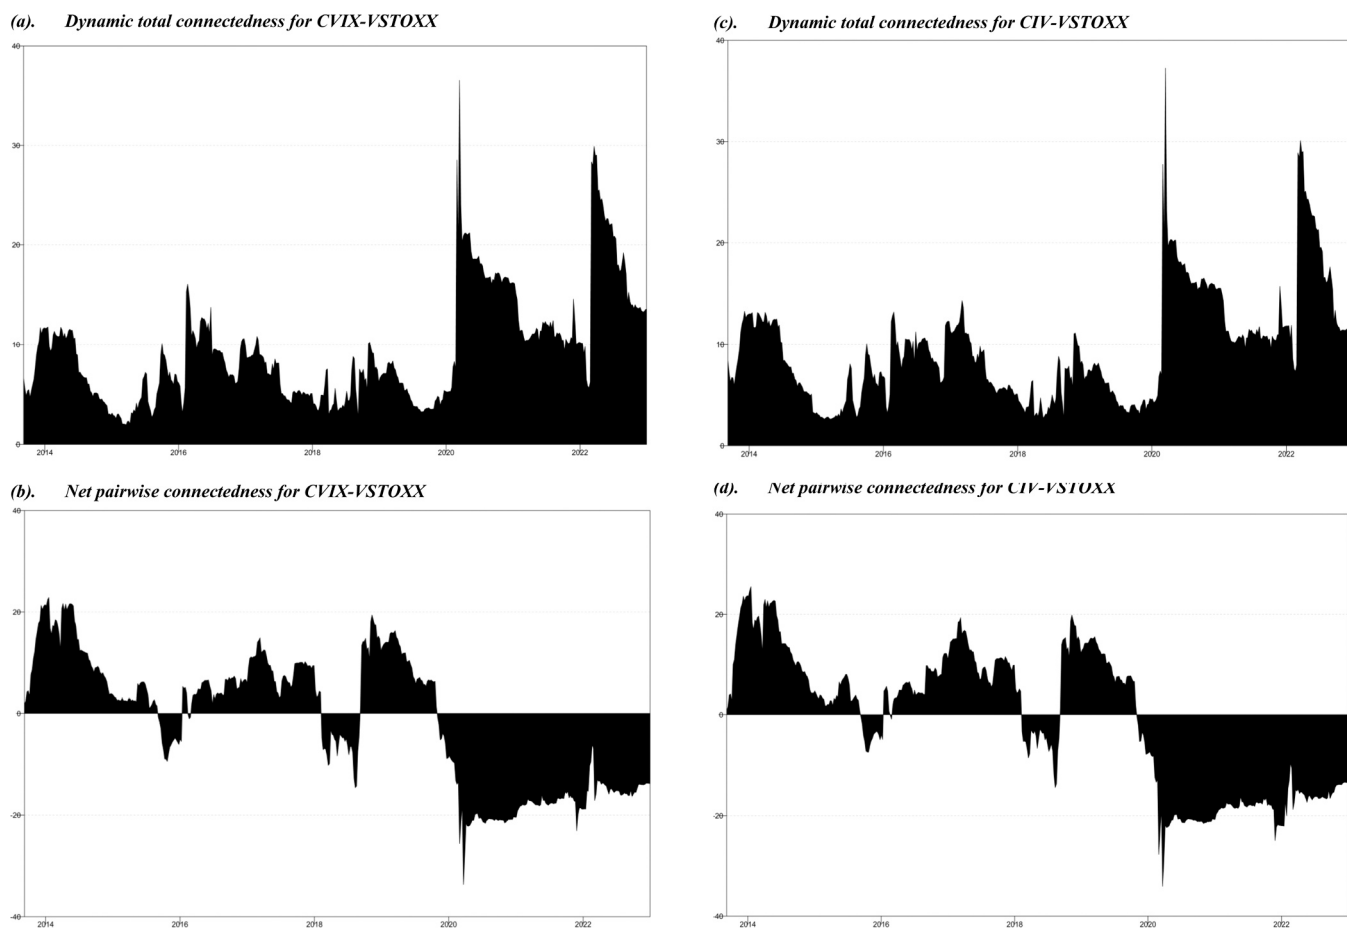 (a). Dynamic total connectedness for CVIX-VSTOXX
40
30
20
10
0
2014 2016 2018 2020 2022
(c). Dynamic total connectedness for CIV-VSTOXX
40
30
20
10
0
2014 2016 2018 2020 2022
(b). Net pairwise connectedness for CVIX-VSTOXX
40
20
0
-20
-40
2014 2016 2018 2020 2022
(d). Net pairwise connectedness for CIV-VSTOXX
40
20
0
-20
-40
2014 2016 2018 2020 2022